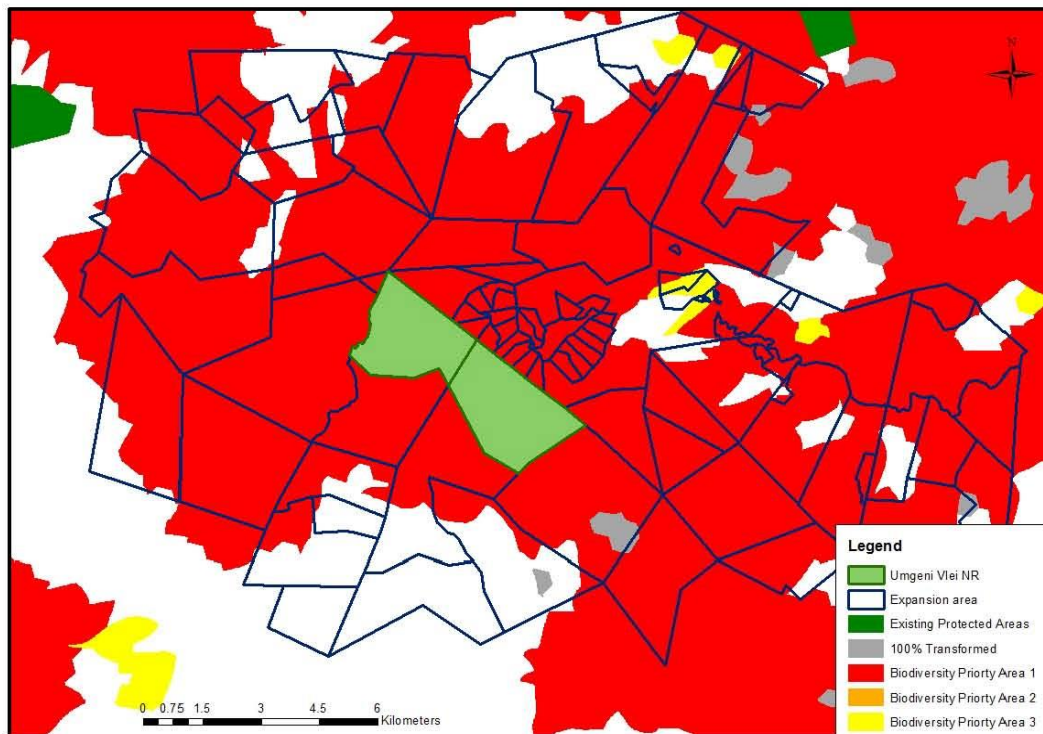 N
Legend
Umgeni Vlei NR
Expansion area
Existing Protected Areas
100% Transformed
Biodiversity Priorty Area 1
Biodiversity Priorty Area 2
Biodiversity Priorty Area 3
0 0.75 1.5 3 4.5 6
Kilometers